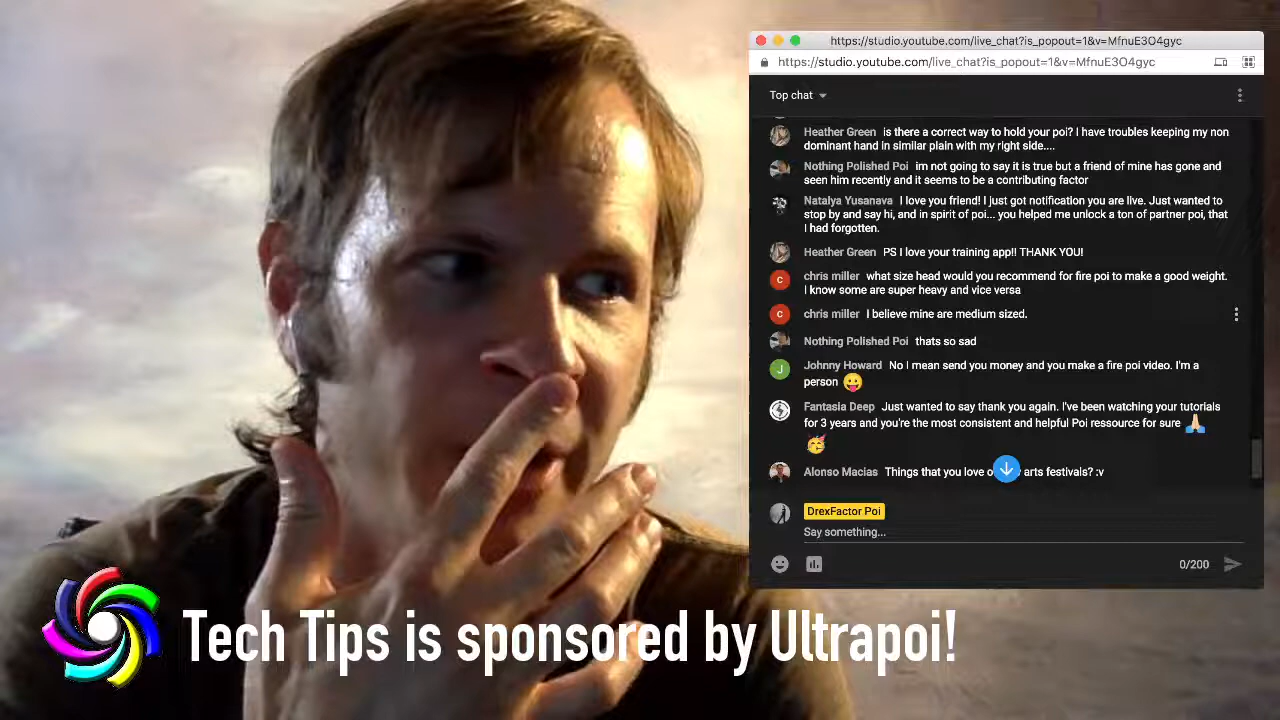 https://studio.youtube.com/live_chat?is_popout=1&v=MfnuE3O4gyc
https://studio.youtube.com/live_chat?is_popout=1&v=MfnuE3O4gyc
Top chat
Heather Green is there a correct way to hold your poi? I have troubles keeping my non
dominant hand in similar plain with my right side....
Nothing Polished Poi im not going to say it is true but a friend of mine has gone and
seen him recently and it seems to be a contributing factor
Natalya Yusanava I love you friend! I just got notification you are live. Just wanted to
stop by and say hi, and in spirit of poi... you helped me unlock a ton of partner poi, that
I had forgotten.
Heather Green PS I love your training app!! THANK YOU!
C chris miller what size head would you recommend for fire poi to make a good weight.
I know some are super heavy and vice versa
C chris miller I believe mine are medium sized.
Nothing Polished Poi thats so sad
J Johnny Howard No I mean send you money and you make a fire poi video. I'm a
person 😛
Fantasia Deep Just wanted to say thank you again. I've been watching your tutorials
for 3 years and you're the most consistent and helpful Poi ressource for sure 🙏
🥳
Alonso Macias Things that you love arts festivals? :v
DrexFactor Poi
Say something...
0/200
Tech Tips is sponsored by Ultrapoi!